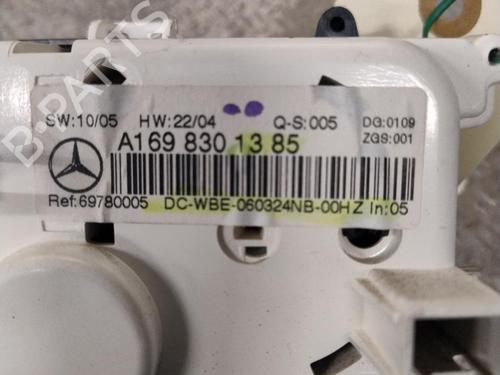 SW:10/05 HW:22/04 Q-S:005 DG:0109
ZGS:001
A169 830 13 85
Ref:69780005 DC-WBE-060324NB-00HZ In:05
B-PARTS